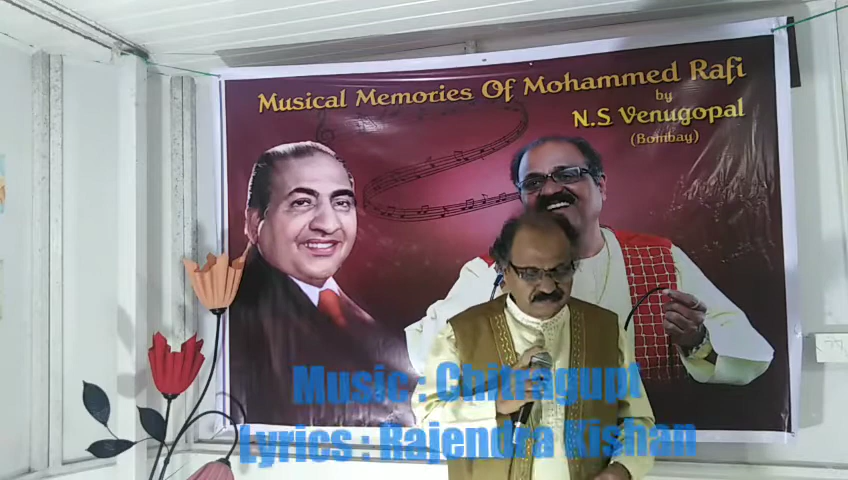 Musical Memories Of Mohammed Rafi
by
N.S Venugopal
(Bombay)
Music : Chitragupt
Lyrics : Rajendra Kishan